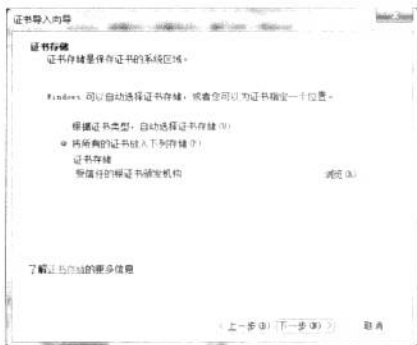 证书导入向导
证书存储
证书存储是保存证书的系统区域。
Windows 可以自动选择证书存储，或者您可以为证书指定一个位置。
根据证书类型，自动选择证书存储(U)
将所有的证书放入下列存储(P)
证书存储
受信任的根证书颁发机构
浏览(R)
了解证书存储的更多信息
< 上一步(B) 下一步(N) > 取消